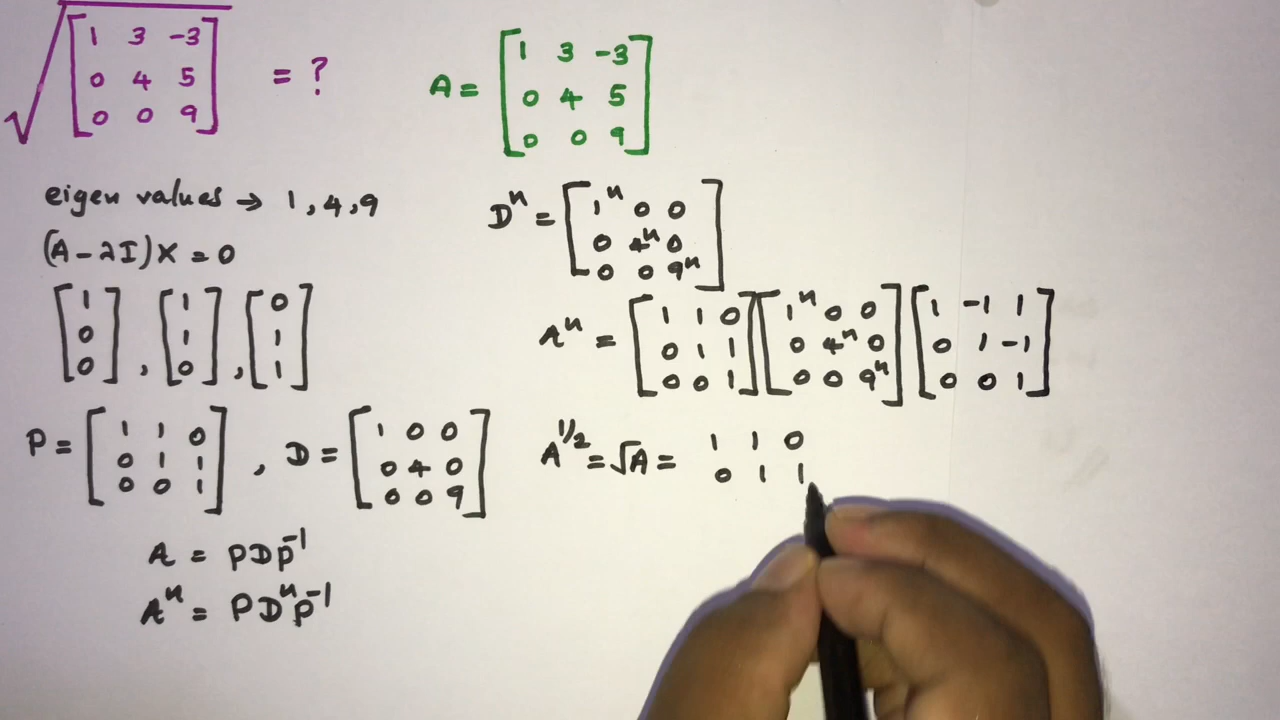 √[1 3 -3; 0 4 5; 0 0 9] = ?
A = [1 3 -3; 0 4 5; 0 0 9]
eigen values → 1, 4, 9
(A - λI)X = 0
[1; 0; 0], [1; 1; 0], [0; 1; 1]
P = [1 1 0; 0 1 1; 0 0 1], D = [1 0 0; 0 4 0; 0 0 9]
A = PDP⁻¹
Aⁿ = PDⁿP⁻¹
Dⁿ = [1ⁿ 0 0; 0 4ⁿ 0; 0 0 9ⁿ]
Aⁿ = [1 1 0; 0 1 1; 0 0 1][1ⁿ 0 0; 0 4ⁿ 0; 0 0 9ⁿ][1 -1 1; 0 1 -1; 0 0 1]
A^1/2 = √A = 1 1 0
0 1 1